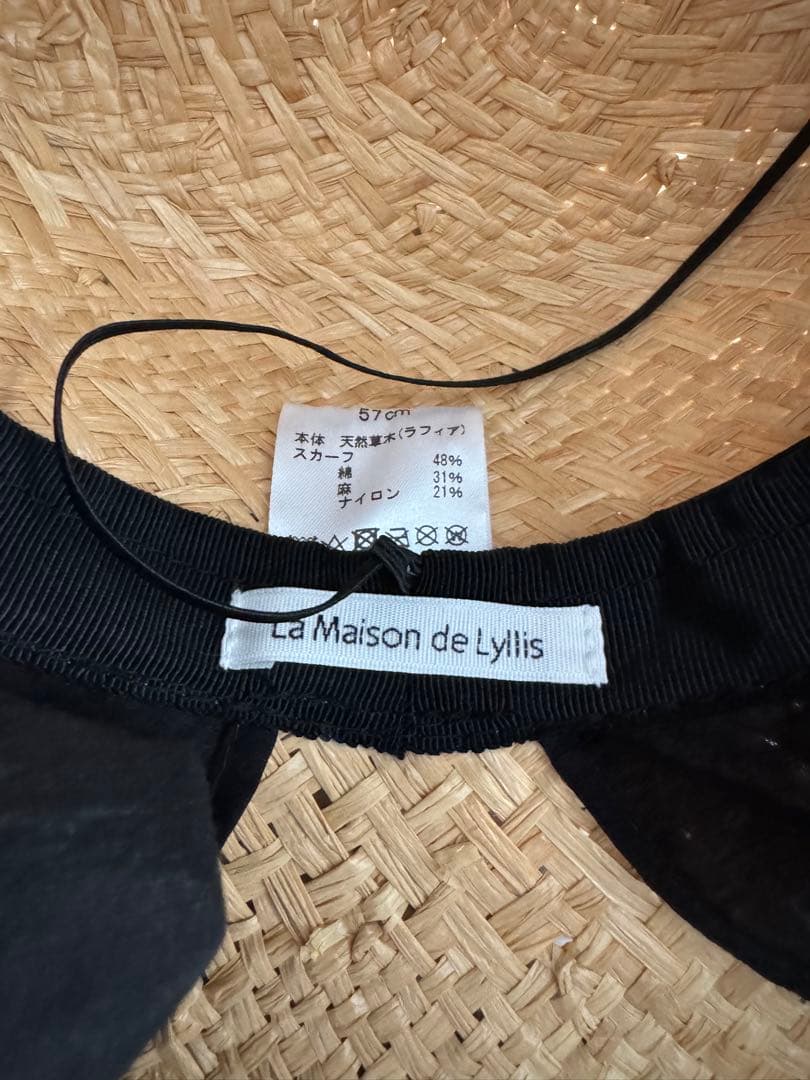 57cm
本体 天然草木(ラフィア)
スカーフ
綿 48%
麻 31%
ナイロン 21%
La Maison de Lyllis